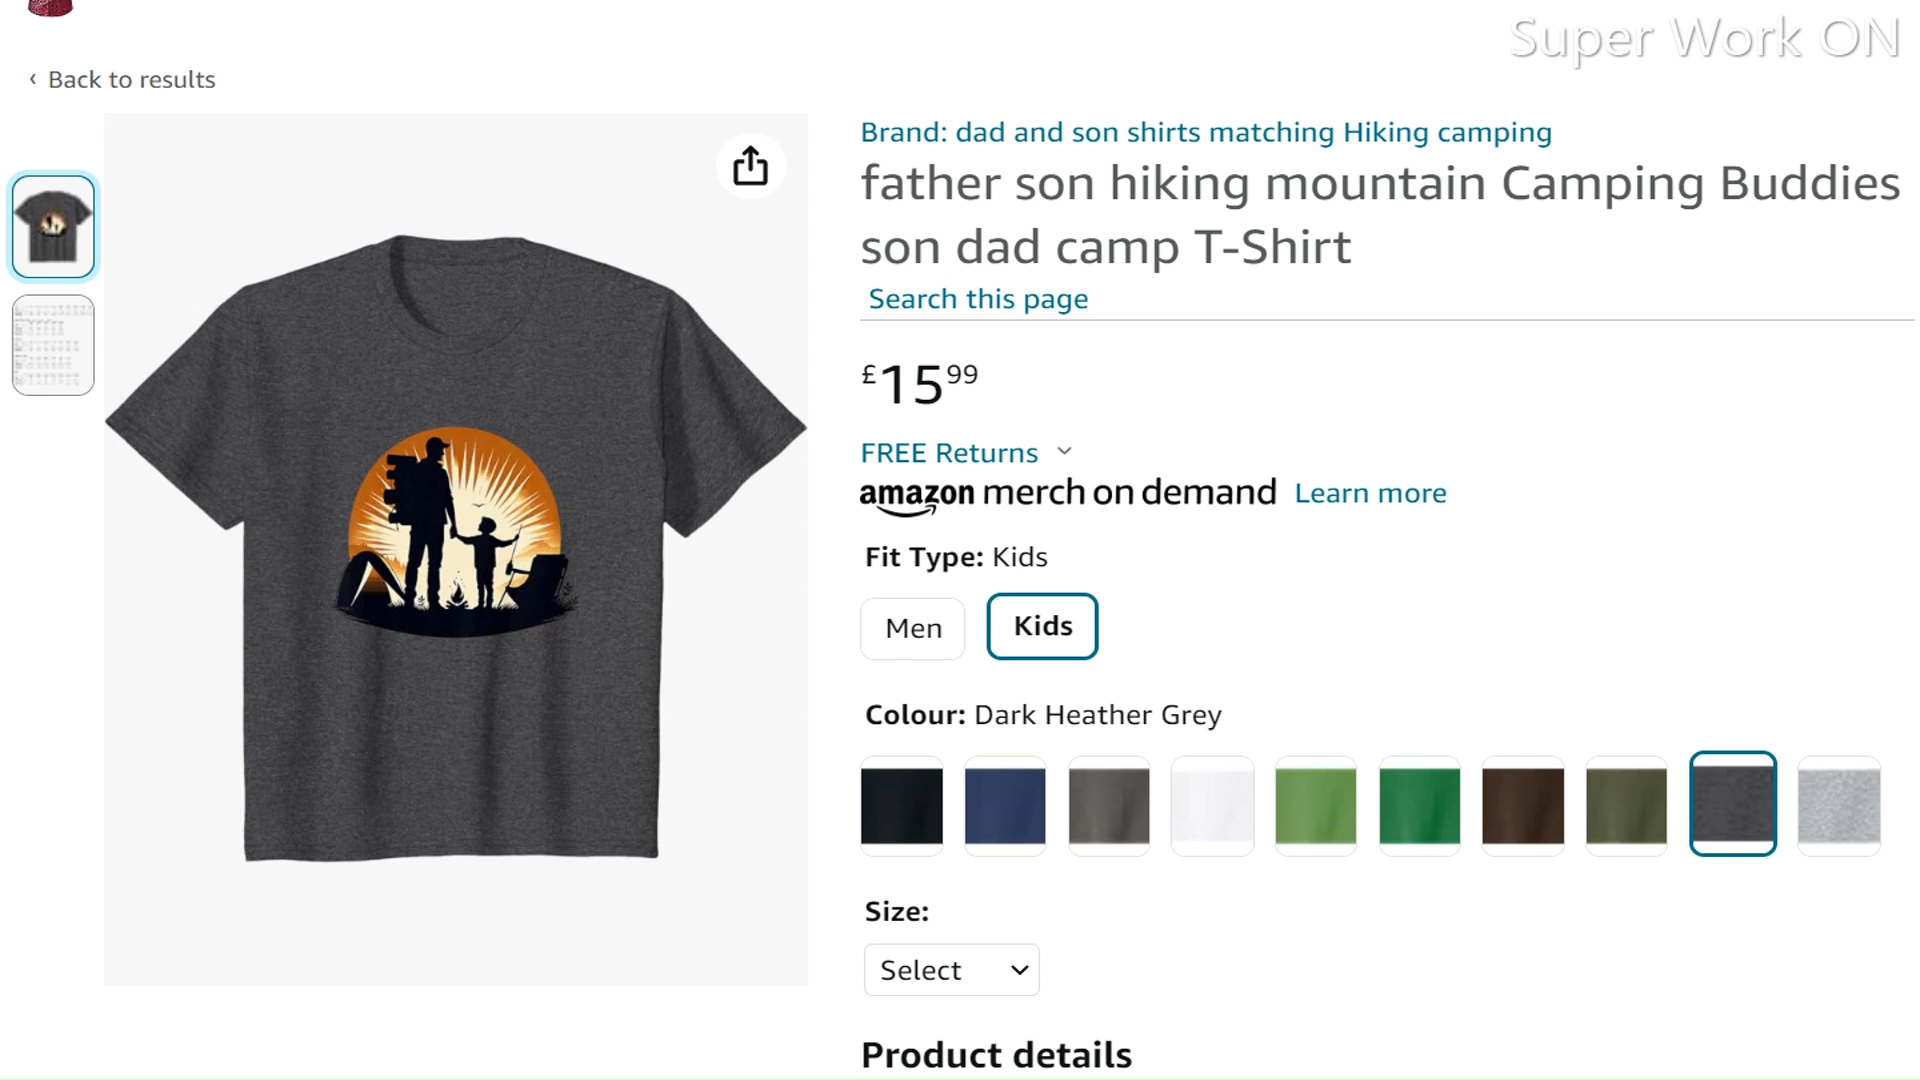 Super Work ON
‹ Back to results
Brand: dad and son shirts matching Hiking camping
father son hiking mountain Camping Buddies
son dad camp T-Shirt
Search this page
£15 99
FREE Returns
amazon merch on demand Learn more
Fit Type: Kids
Men Kids
Colour: Dark Heather Grey
Size:
Select
Product details